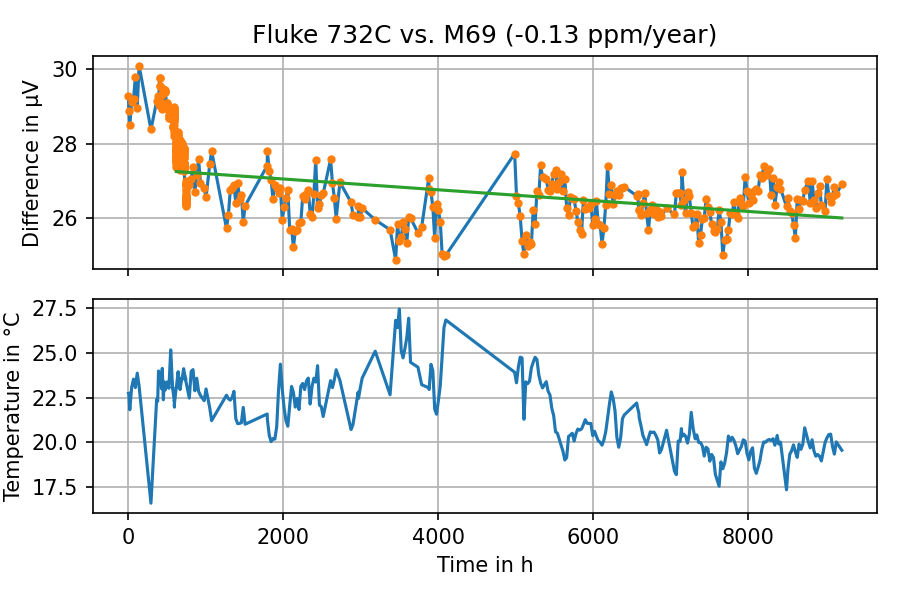 Fluke 732C vs. M69 (-0.13 ppm/year)
Difference in µV
30
28
26
Temperature in °C
27.5
25.0
22.5
20.0
17.5
0 2000 4000 6000 8000
Time in h